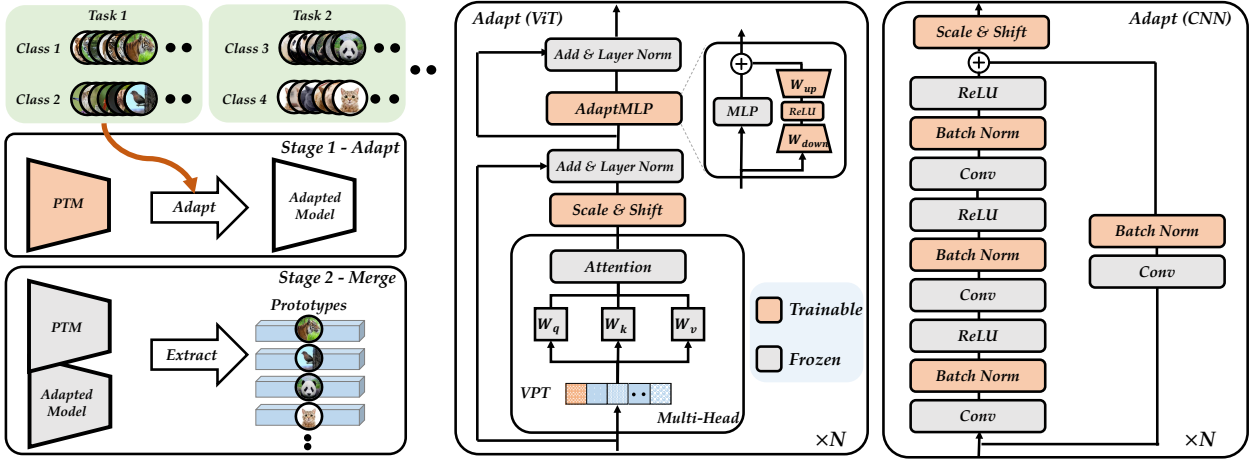 Task 1
Class 1
Class 2
Task 2
Class 3
Class 4
Stage 1 - Adapt
PTM
Adapt
Adapted
Model
Stage 2 - Merge
PTM
Adapted
Model
Extract
Prototypes
Adapt (ViT)
Add & Layer Norm
AdaptMLP
Add & Layer Norm
Scale & Shift
Attention
W_q
W_k
W_v
VPT
Multi-Head
×N
MLP
W_up
ReLU
W_down
Trainable
Frozen
Adapt (CNN)
Scale & Shift
ReLU
Batch Norm
Conv
ReLU
Batch Norm
Conv
ReLU
Batch Norm
Conv
Batch Norm
Conv
×N